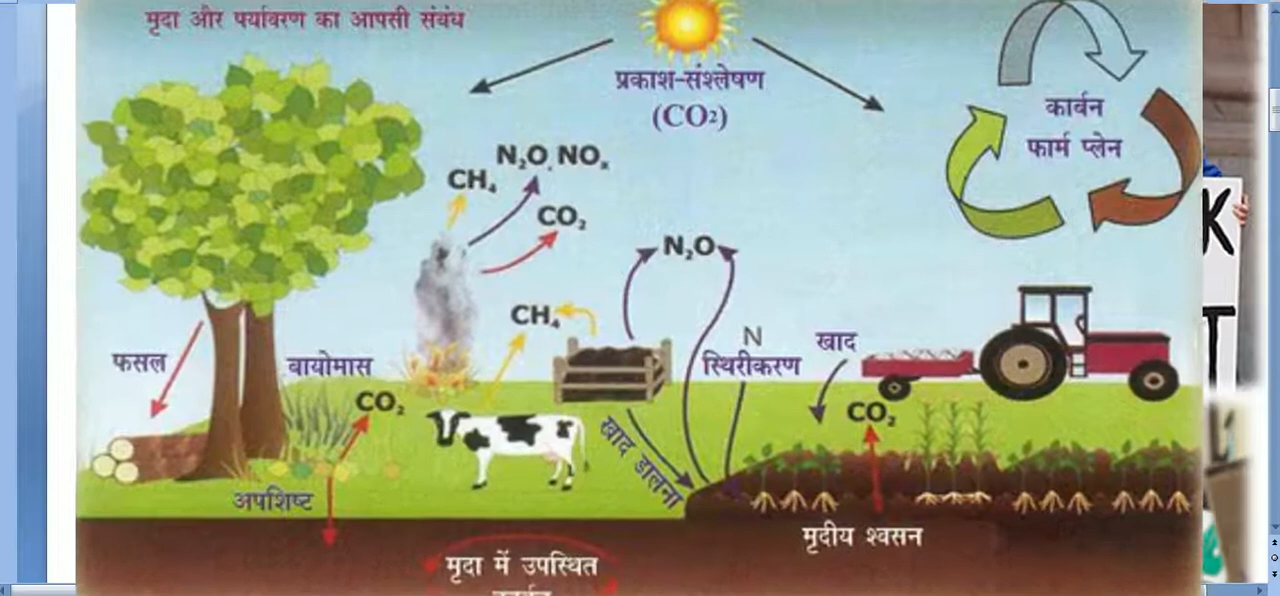 मृदा और पर्यावरण का आपसी संबंध
प्रकाश-संश्लेषण
(CO₂)
कार्बन
फार्म प्लेन
N₂O, NOₓ
CH₄
CO₂
N₂O
CH₄
N
स्थिरीकरण
खाद
फसल
बायोमास
CO₂
CO₂
खाद डालना
अपशिष्ट
मृदीय श्वसन
मृदा में उपस्थित
K
T